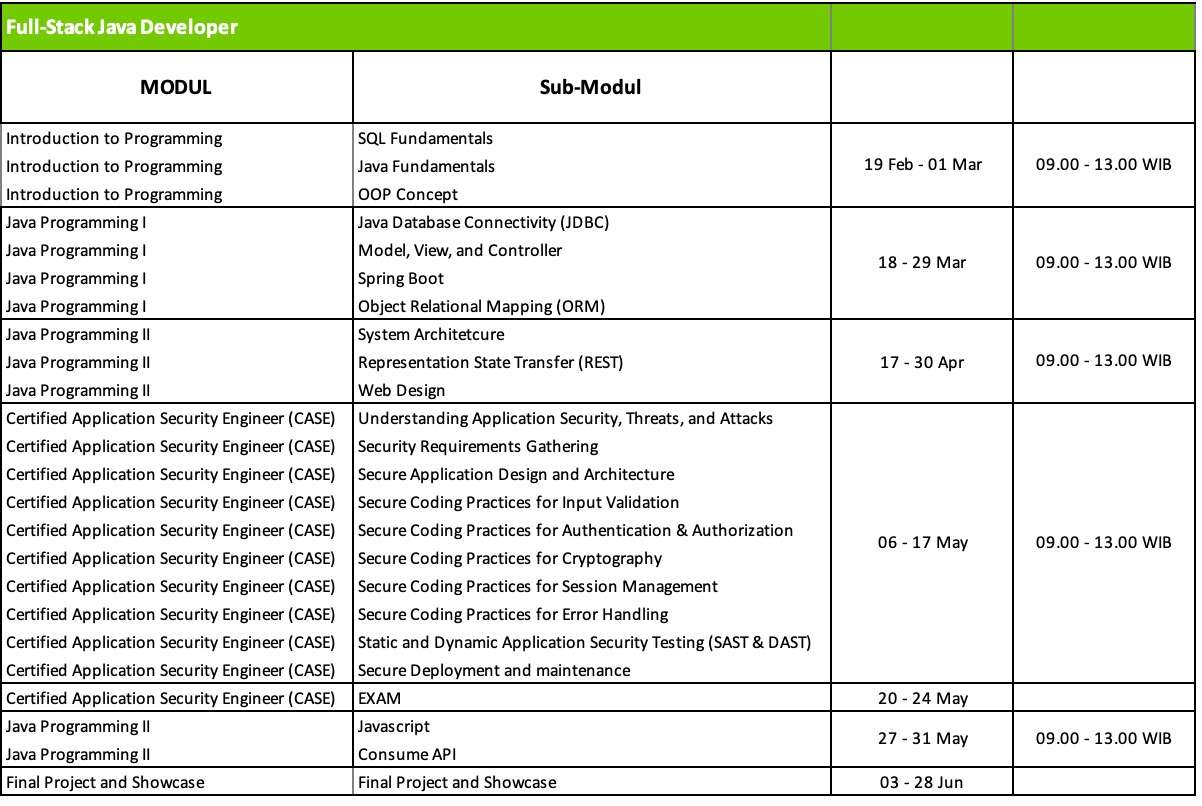 Full-Stack Java Developer
MODUL Sub-Modul
Introduction to Programming SQL Fundamentals
Introduction to Programming Java Fundamentals 19 Feb - 01 Mar 09.00 - 13.00 WIB
Introduction to Programming OOP Concept
Java Programming I Java Database Connectivity (JDBC)
Java Programming I Model, View, and Controller
18 - 29 Mar 09.00 - 13.00 WIB
Java Programming I Spring Boot
Java Programming I Object Relational Mapping (ORM)
Java Programming II System Architetcure
Java Programming II Representation State Transfer (REST) 17 - 30 Apr 09.00 - 13.00 WIB
Java Programming II Web Design
Certified Application Security Engineer (CASE) Understanding Application Security, Threats, and Attacks
Certified Application Security Engineer (CASE) Security Requirements Gathering
Certified Application Security Engineer (CASE) Secure Application Design and Architecture
Certified Application Security Engineer (CASE) Secure Coding Practices for Input Validation
Certified Application Security Engineer (CASE) Secure Coding Practices for Authentication & Authorization
06 - 17 May 09.00 - 13.00 WIB
Certified Application Security Engineer (CASE) Secure Coding Practices for Cryptography
Certified Application Security Engineer (CASE) Secure Coding Practices for Session Management
Certified Application Security Engineer (CASE) Secure Coding Practices for Error Handling
Certified Application Security Engineer (CASE) Static and Dynamic Application Security Testing (SAST & DAST)
Certified Application Security Engineer (CASE) Secure Deployment and maintenance
Certified Application Security Engineer (CASE) EXAM 20 - 24 May
Java Programming II Javascript
27 - 31 May 09.00 - 13.00 WIB
Java Programming II Consume API
Final Project and Showcase Final Project and Showcase 03 - 28 Jun